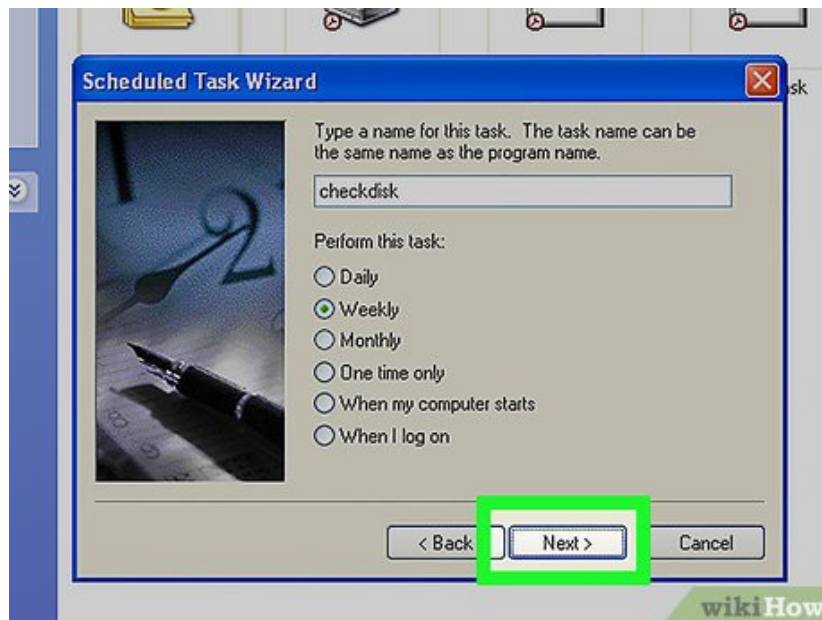 Scheduled Task Wizard
sk
Type a name for this task. The task name can be
the same name as the program name.
checkdisk
Perform this task:
Daily
Weekly
Monthly
One time only
When my computer starts
When I log on
< Back
Next >
Cancel
wikiHow